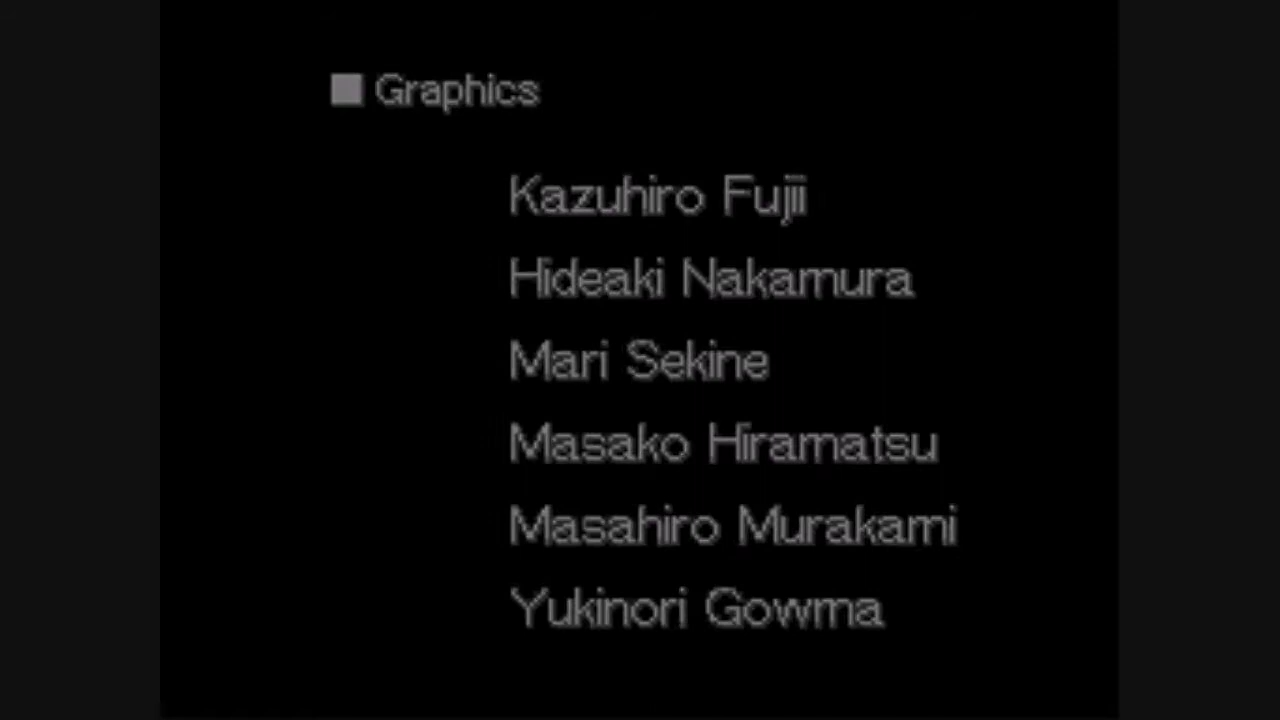 ■ Graphics
Kazuhiro Fujii
Hideaki Nakamura
Mari Sekine
Masako Hiramatsu
Masahiro Murakami
Yukinori Gowma